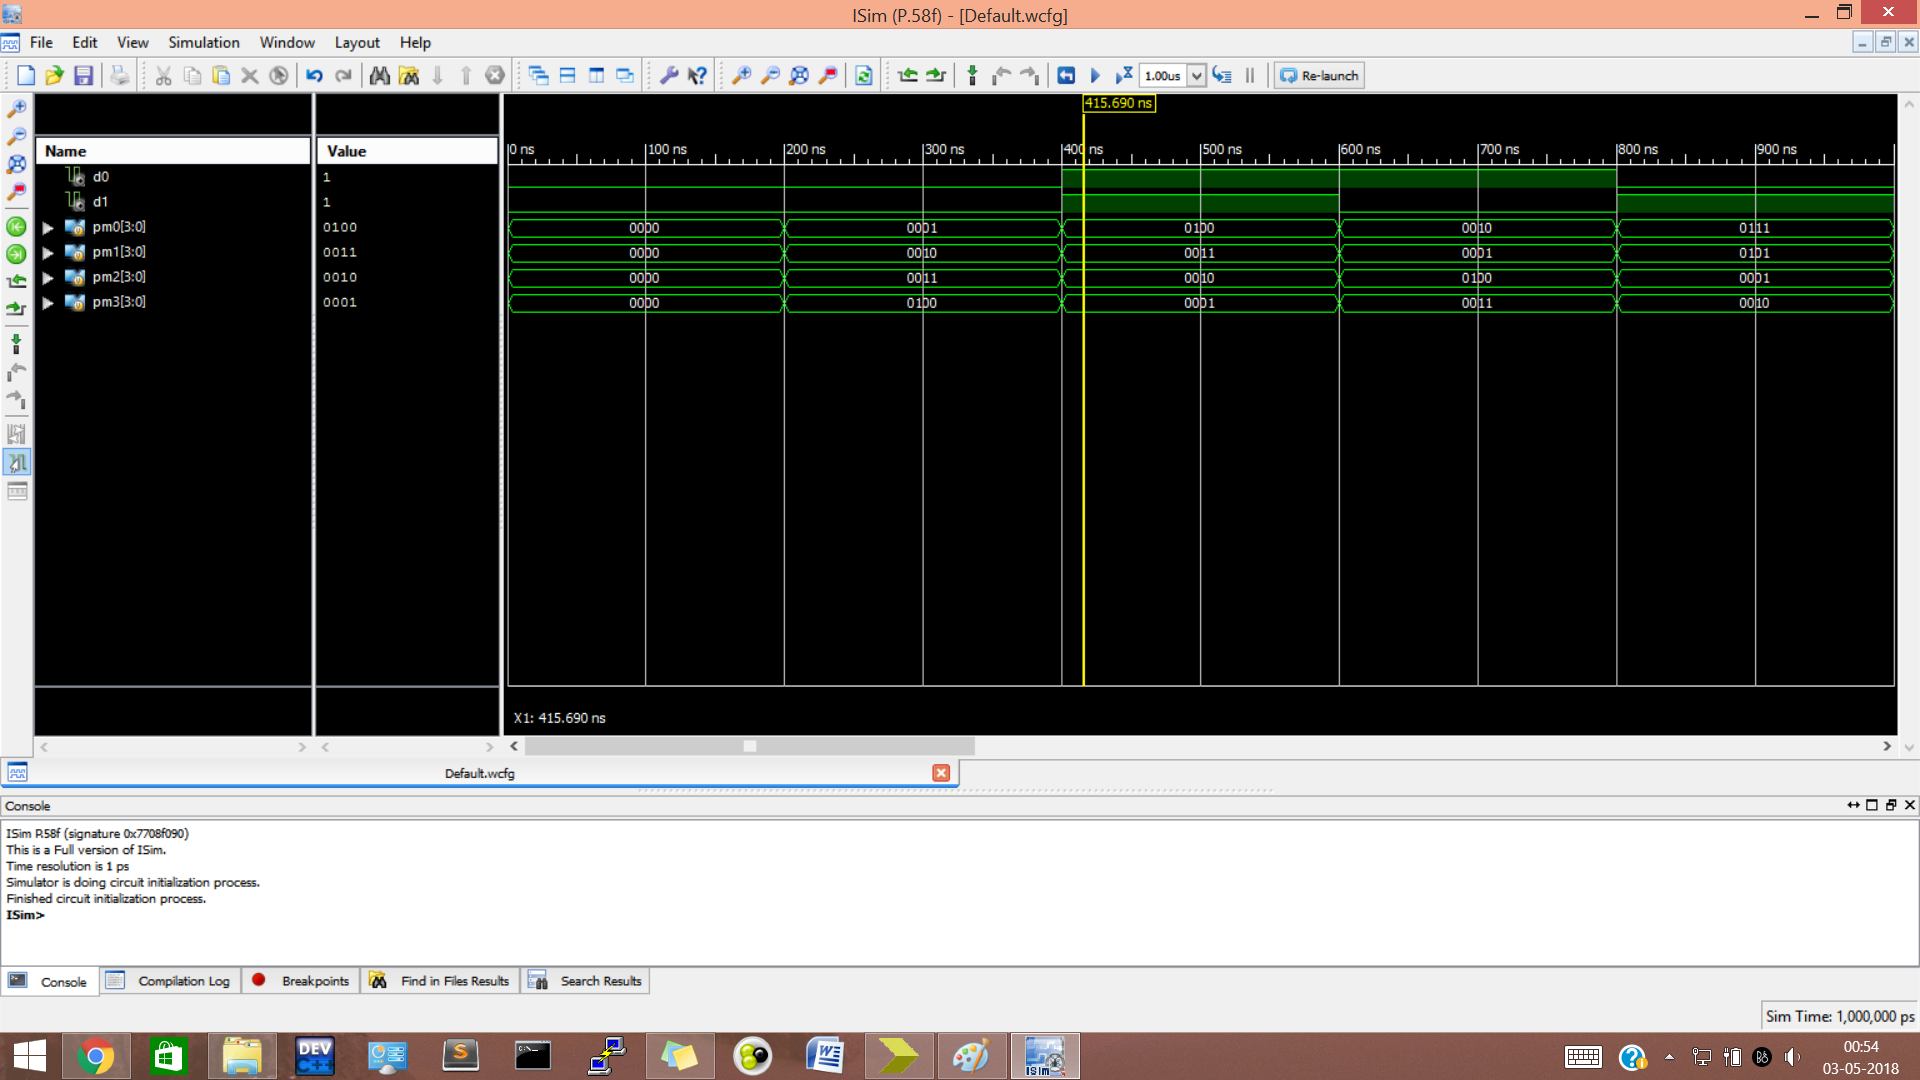 ISim (P.58f) - [Default.wcfg]
File Edit View Simulation Window Layout Help
1.00us Re-launch
415.690 ns
Name Value
0 ns 100 ns 200 ns 300 ns 400 ns 500 ns 600 ns 700 ns 800 ns 900 ns
d0 1
d1 1
pm0[3:0] 0100 0000 0001 0100 0010 0111
pm1[3:0] 0011 0000 0010 0011 0001 0101
pm2[3:0] 0010 0000 0011 0010 0100 0001
pm3[3:0] 0001 0000 0100 0001 0011 0010
X1: 415.690 ns
Default.wcfg
Console
ISim P.58f (signature 0x7708f090)
This is a Full version of ISim.
Time resolution is 1 ps
Simulator is doing circuit initialization process.
Finished circuit initialization process.
ISim>
Console Compilation Log Breakpoints Find in Files Results Search Results
Sim Time: 1,000,000 ps
DEV C++ S W ISim
00:54
03-05-2018